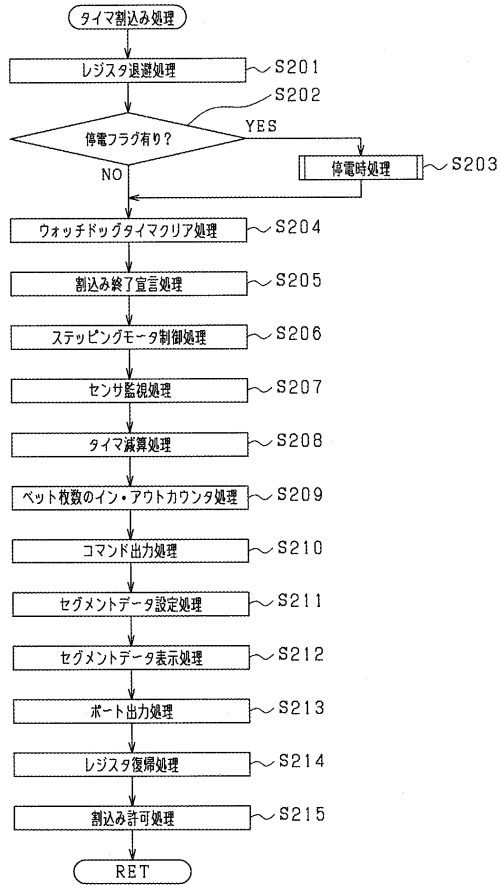 タイマ割込み処理
レジスタ退避処理 S201
S202
停電フラグ有り?
YES
停電時処理 S203
NO
ウォッチドッグタイマクリア処理 S204
割込み終了宣言処理 S205
ステッピングモータ制御処理 S206
センサ監視処理 S207
タイマ減算処理 S208
ベット枚数のイン・アウトカウンタ処理 S209
コマンド出力処理 S210
セグメントデータ設定処理 S211
セグメントデータ表示処理 S212
ポート出力処理 S213
レジスタ復帰処理 S214
割込み許可処理 S215
RET